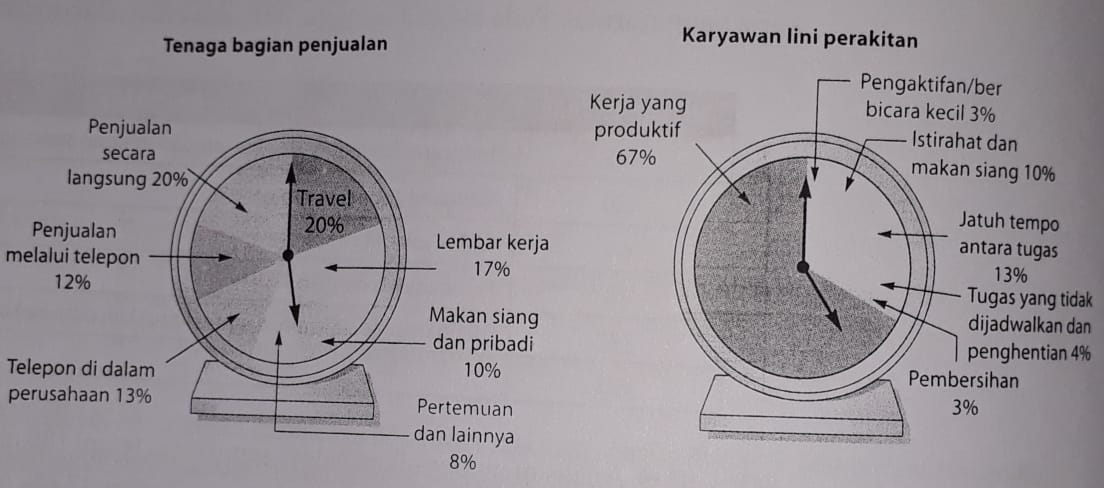 Tenaga bagian penjualan
Penjualan
secara
langsung 20%
Travel
20%
Penjualan
melalui telepon
12%
Lembar kerja
17%
Makan siang
dan pribadi
10%
Telepon di dalam
perusahaan 13%
Pertemuan
dan lainnya
8%
Karyawan lini perakitan
Kerja yang
produktif
67%
Pengaktifan/ber
bicara kecil 3%
Istirahat dan
makan siang 10%
Jatuh tempo
antara tugas
13%
Tugas yang tidak
dijadwalkan dan
penghentian 4%
Pembersihan
3%